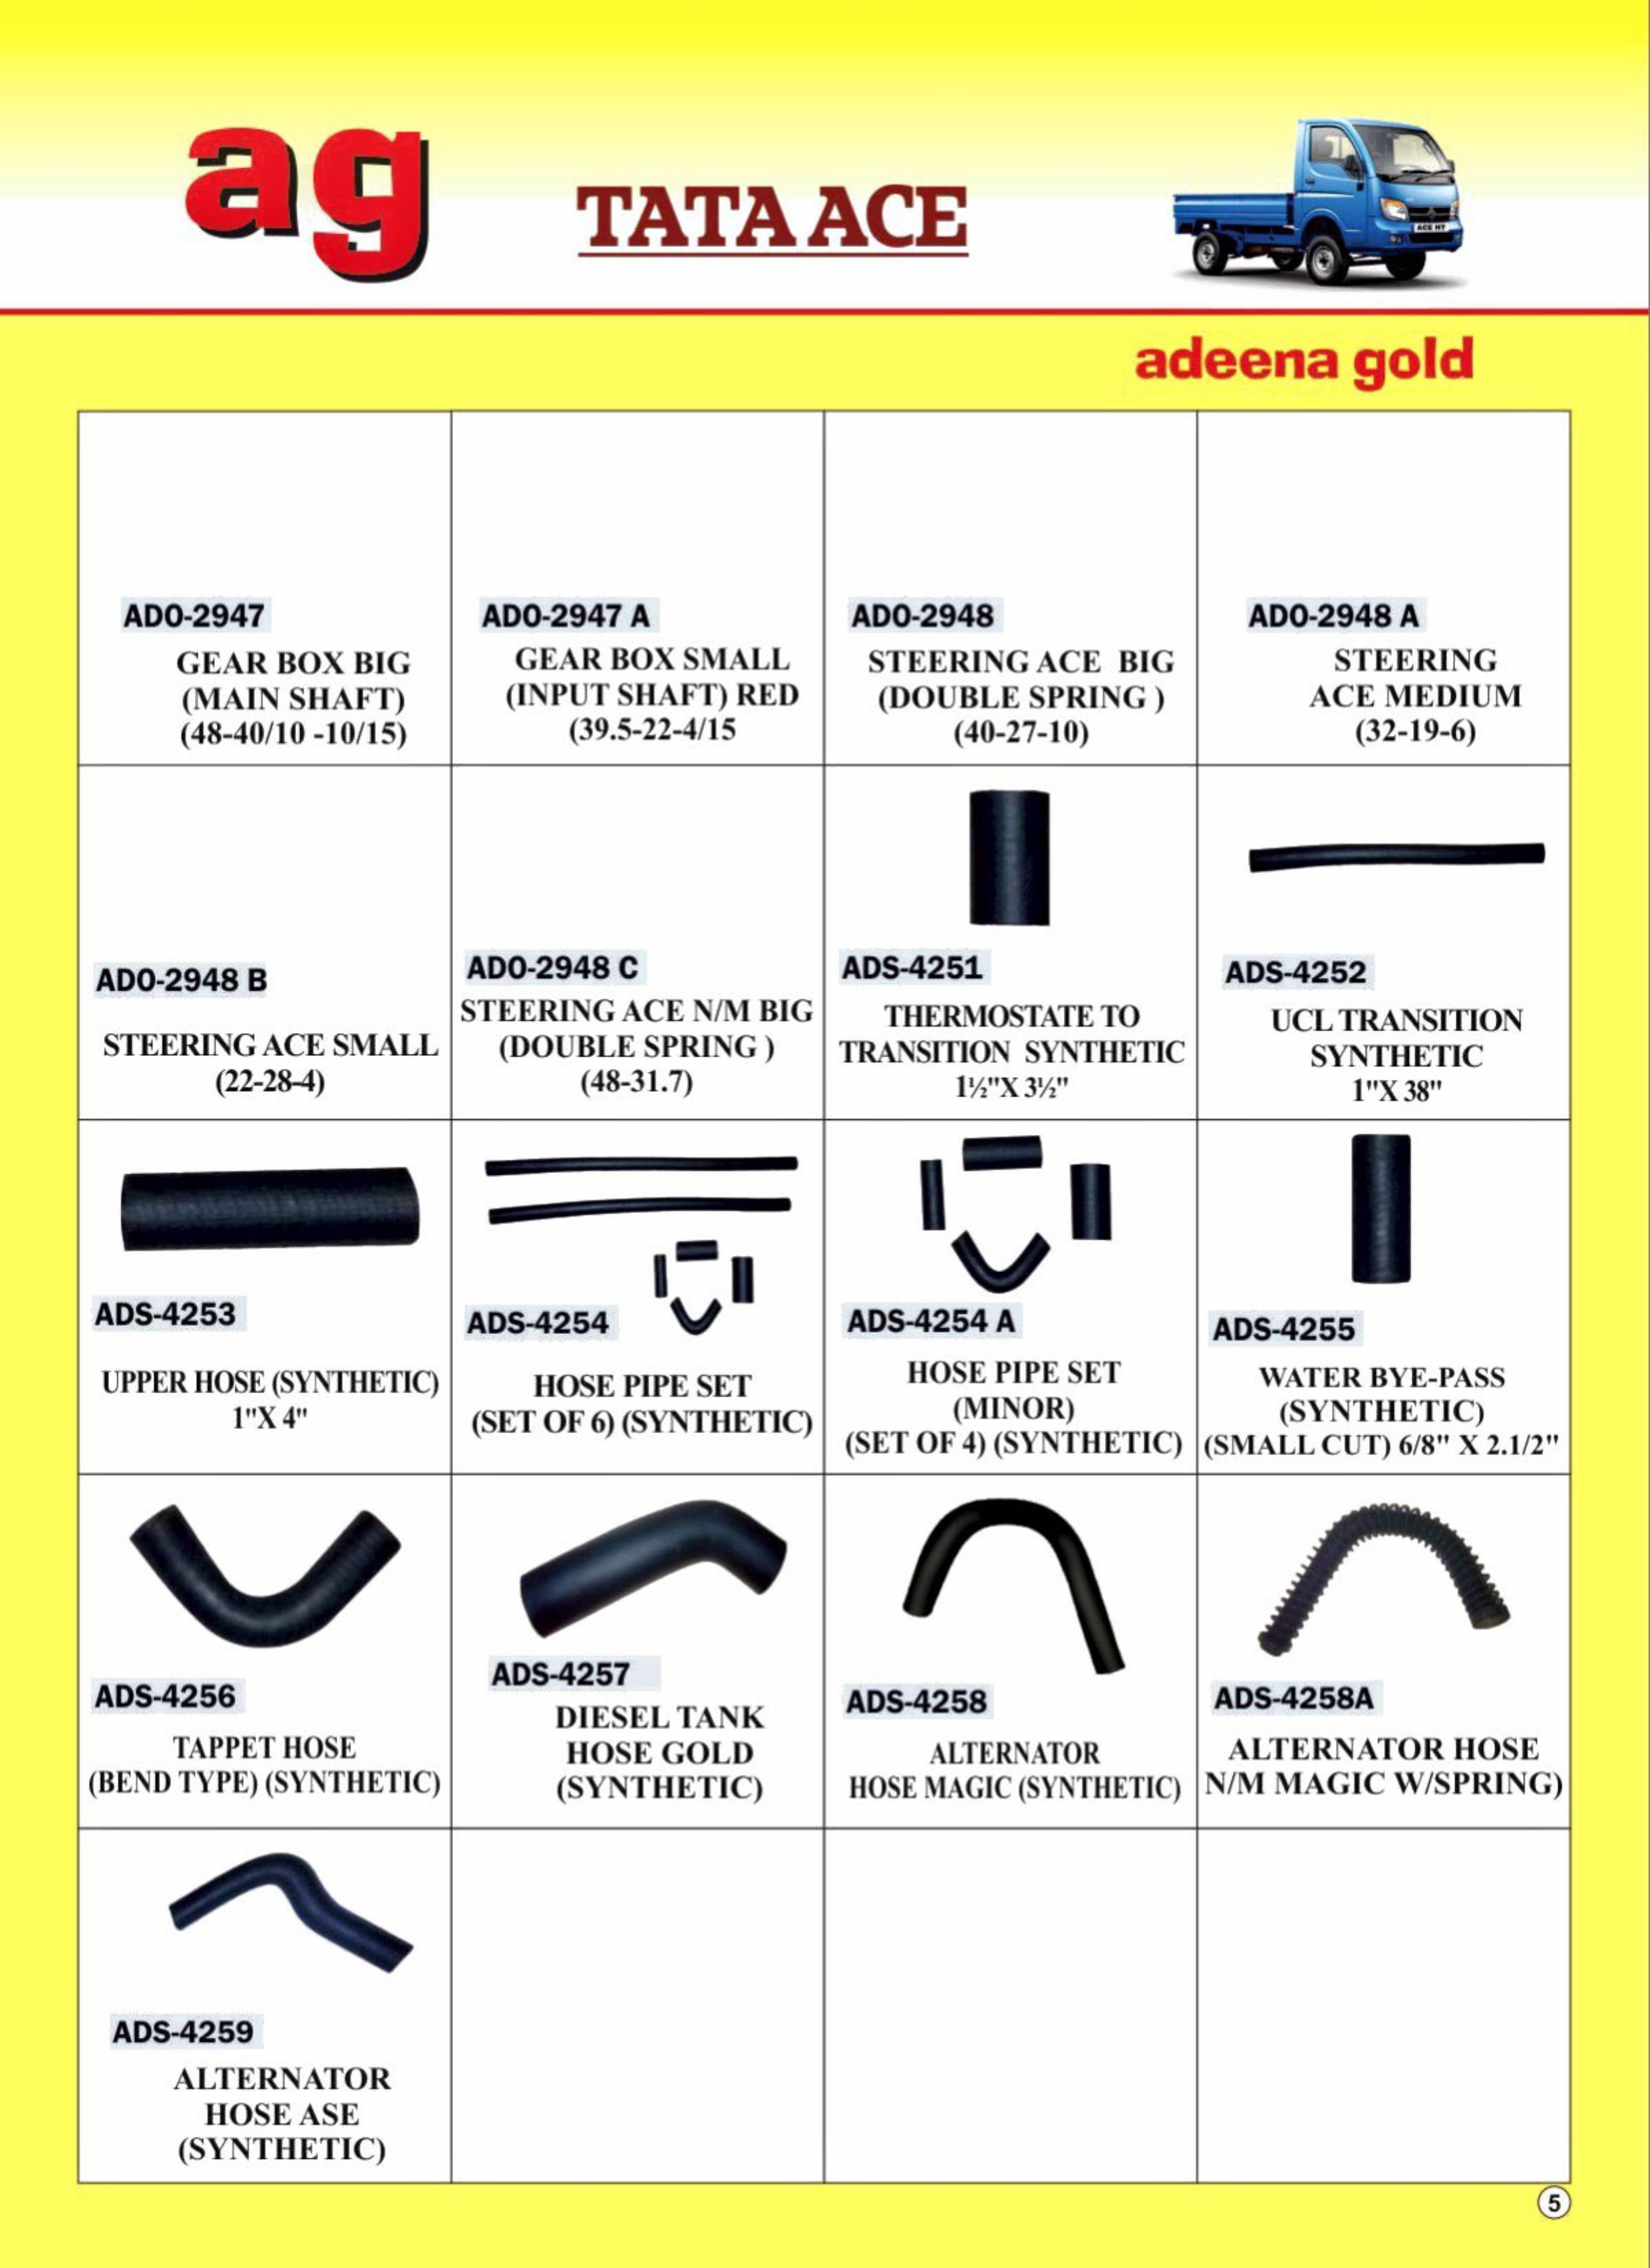 ag
TATA ACE
ACE HT
adeena gold
ADO-2947
GEAR BOX BIG
(MAIN SHAFT)
(48-40/10 -10/15)
ADO-2947 A
GEAR BOX SMALL
(INPUT SHAFT) RED
(39.5-22-4/15
ADO-2948
STEERING ACE BIG
(DOUBLE SPRING )
(40-27-10)
ADO-2948 A
STEERING
ACE MEDIUM
(32-19-6)
ADO-2948 B
STEERING ACE SMALL
(22-28-4)
ADO-2948 C
STEERING ACE N/M BIG
(DOUBLE SPRING )
(48-31.7)
ADS-4251
THERMOSTATE TO
TRANSITION SYNTHETIC
1½"X 3½"
ADS-4252
UCL TRANSITION
SYNTHETIC
1"X 38"
ADS-4253
UPPER HOSE (SYNTHETIC)
1"X 4"
ADS-4254
HOSE PIPE SET
(SET OF 6) (SYNTHETIC)
ADS-4254 A
HOSE PIPE SET
(MINOR)
(SET OF 4) (SYNTHETIC)
ADS-4255
WATER BYE-PASS
(SYNTHETIC)
(SMALL CUT) 6/8" X 2.1/2"
ADS-4256
TAPPET HOSE
(BEND TYPE) (SYNTHETIC)
ADS-4257
DIESEL TANK
HOSE GOLD
(SYNTHETIC)
ADS-4258
ALTERNATOR
HOSE MAGIC (SYNTHETIC)
ADS-4258A
ALTERNATOR HOSE
N/M MAGIC W/SPRING)
ADS-4259
ALTERNATOR
HOSE ASE
(SYNTHETIC)
5